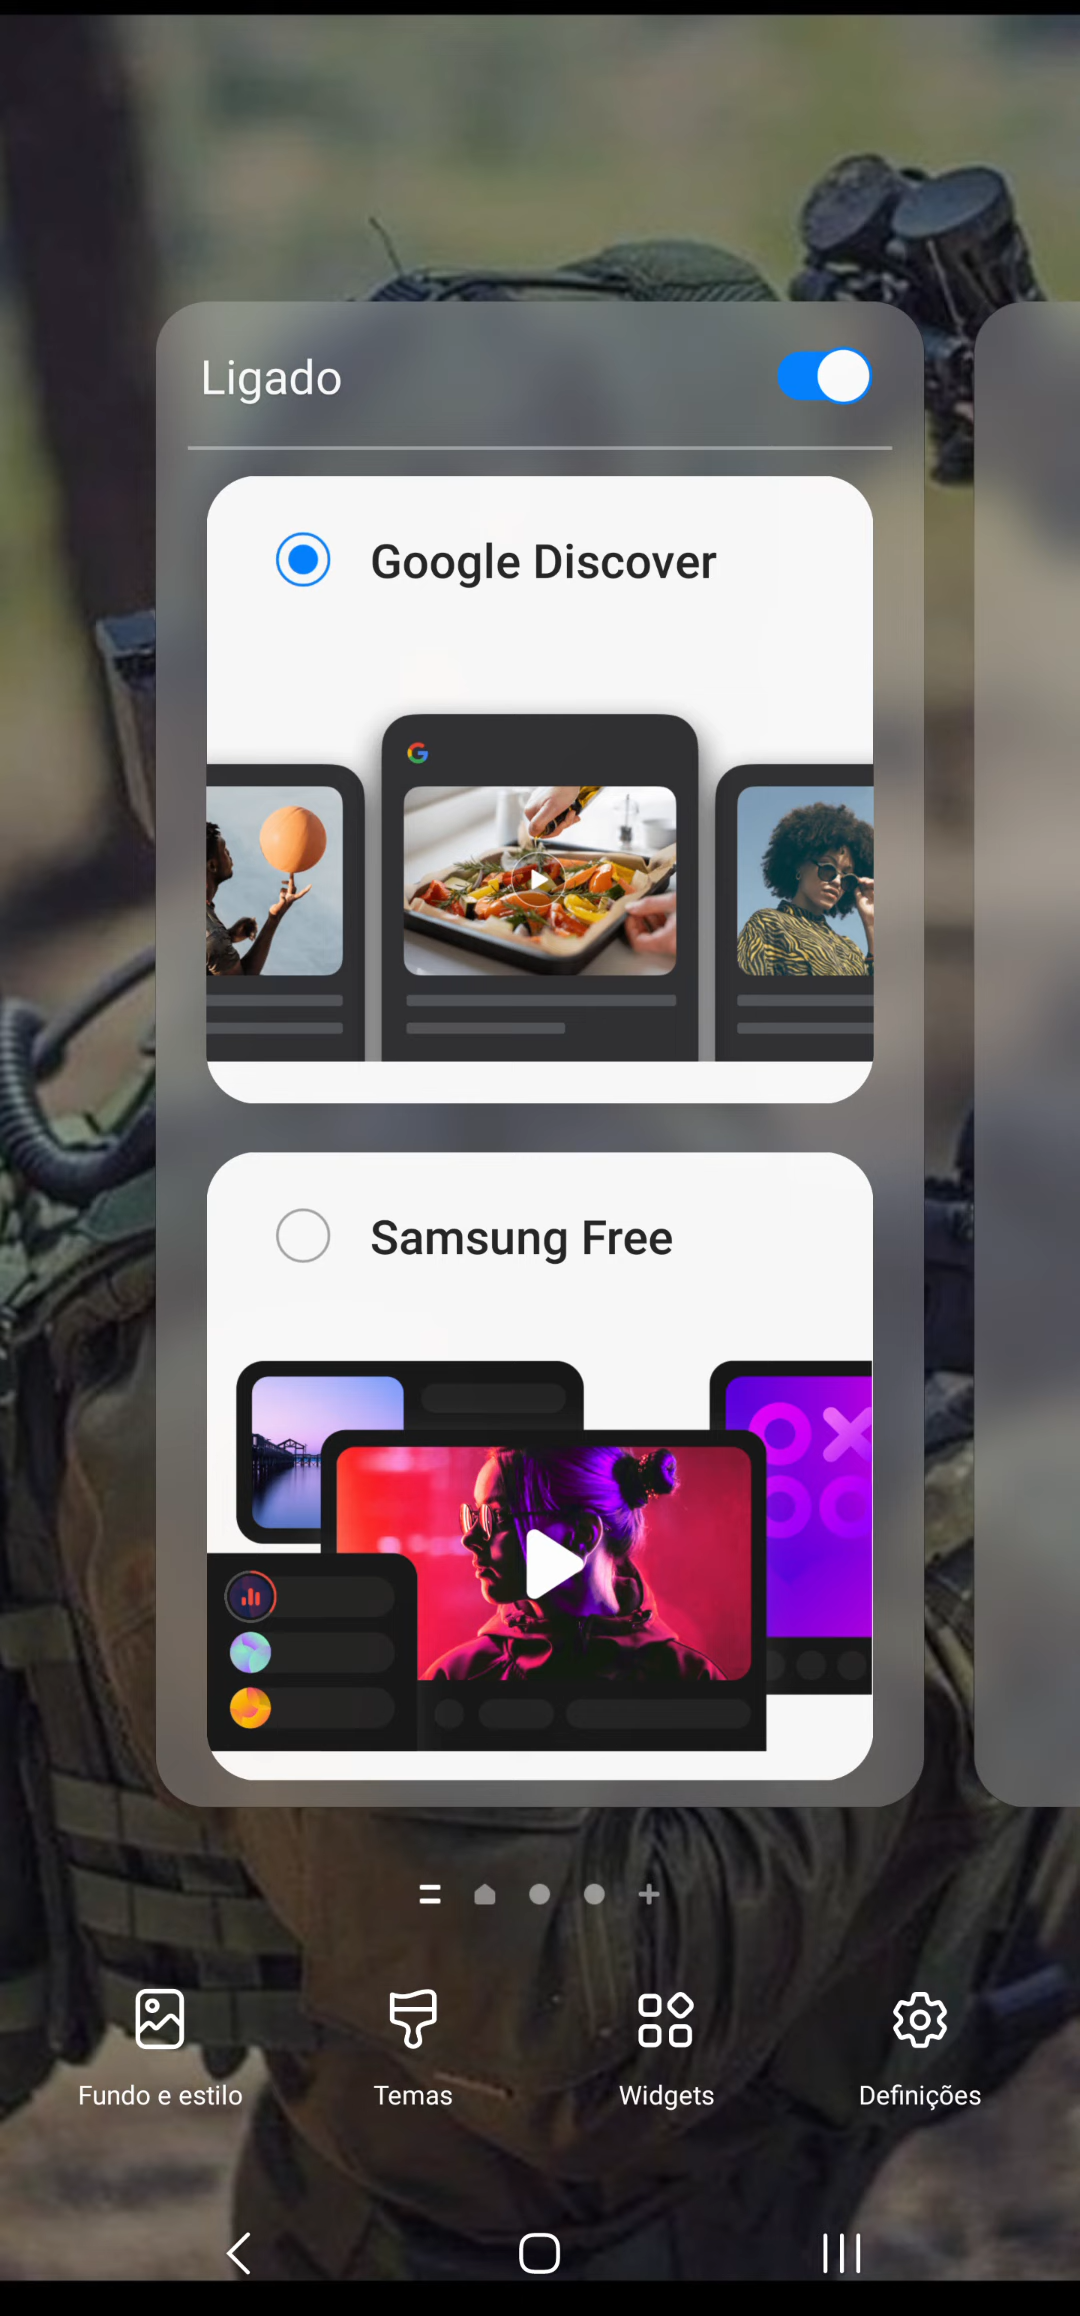 Ligado
Google Discover
Samsung Free
Fundo e estilo
Temas
Widgets
Definições